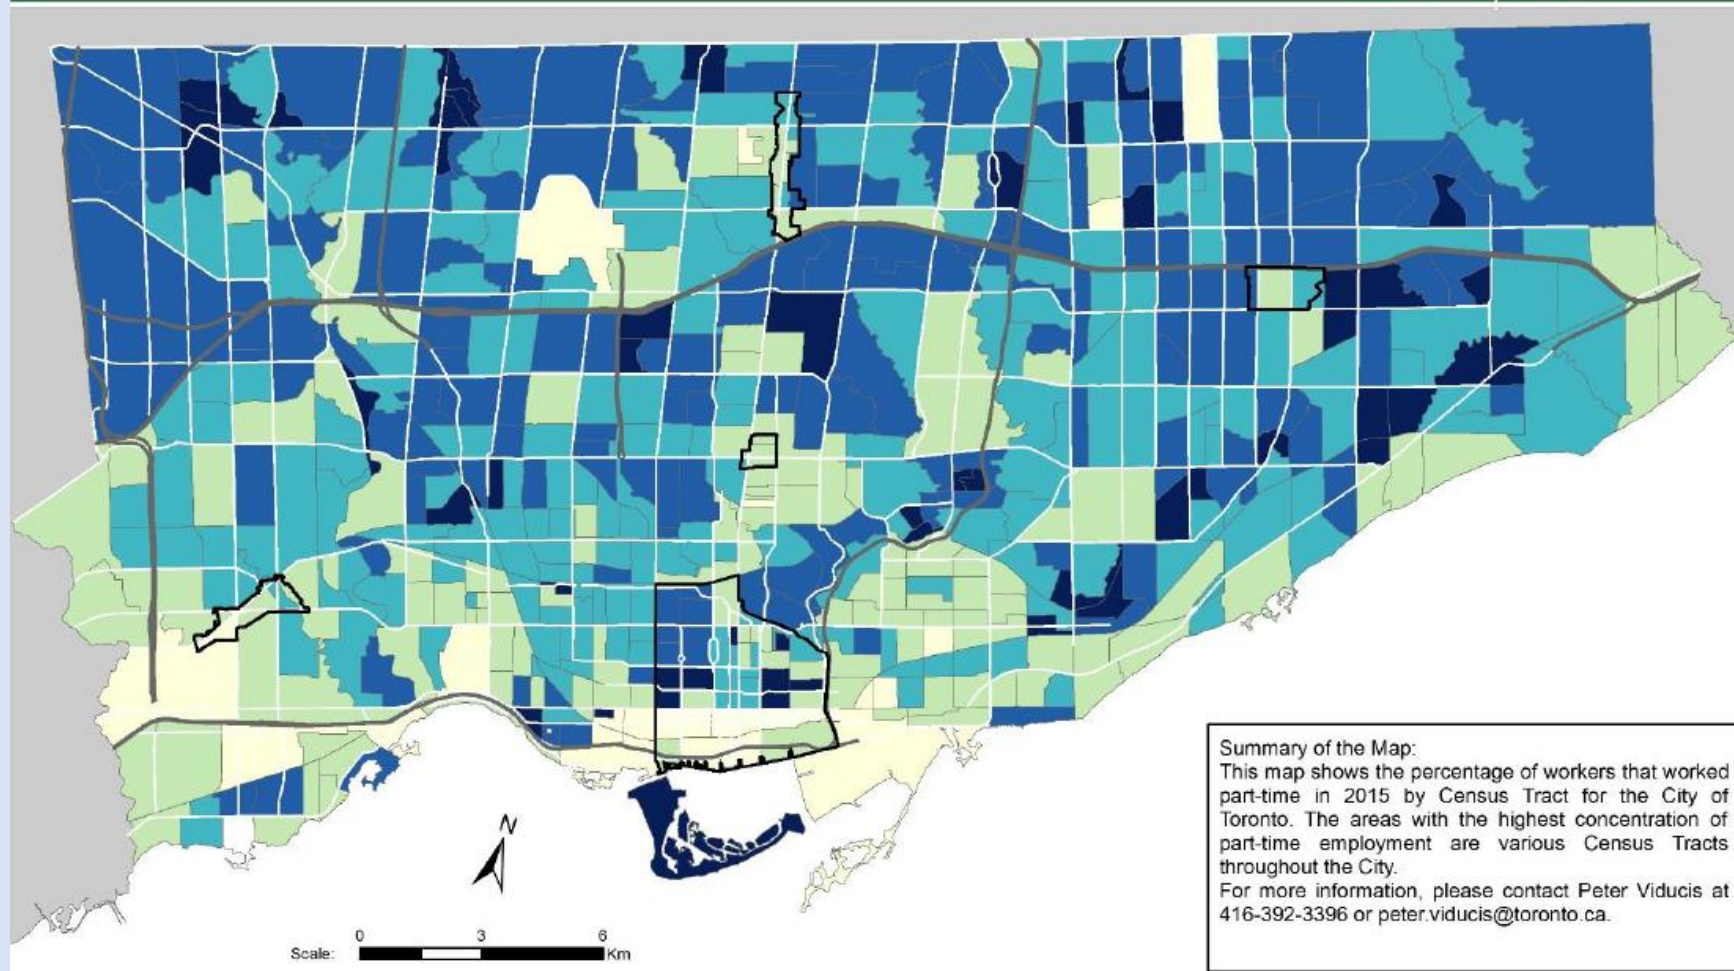 N
0 3 6
Scale: Km
Summary of the Map:
This map shows the percentage of workers that worked
part-time in 2015 by Census Tract for the City of
Toronto. The areas with the highest concentration of
part-time employment are various Census Tracts
throughout the City.
For more information, please contact Peter Viducis at
416-392-3396 or peter.viducis@toronto.ca.